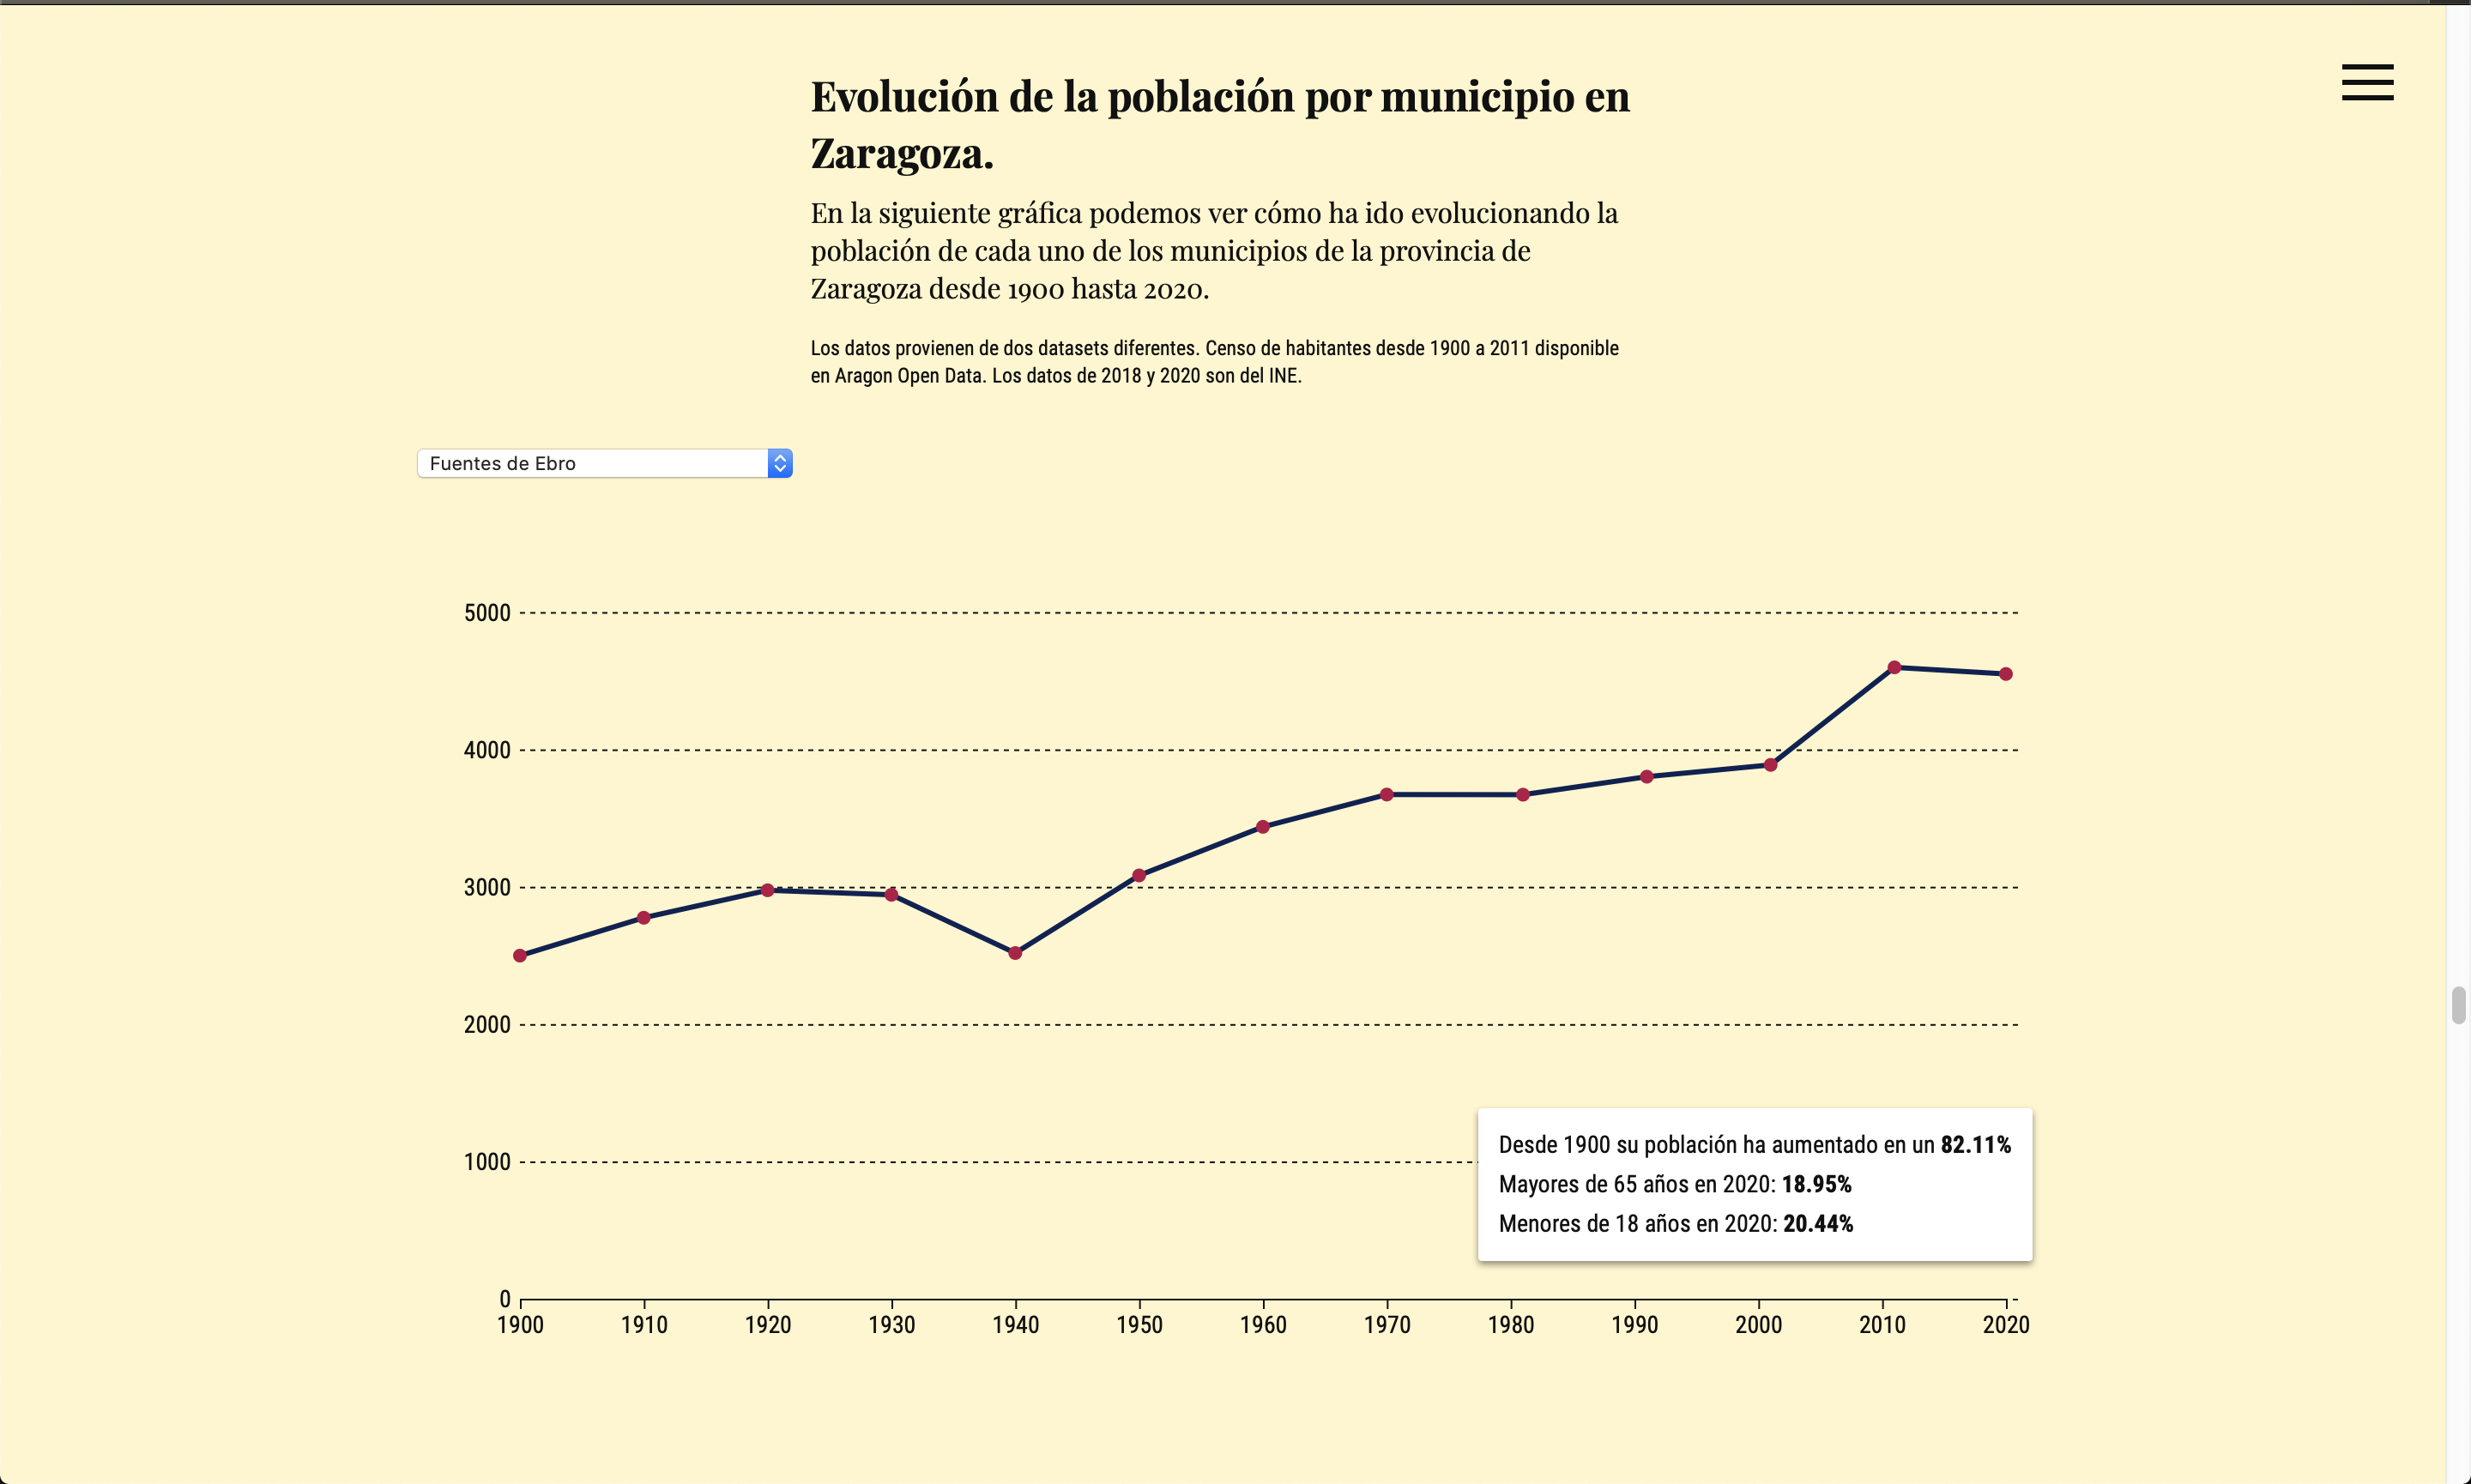 Evolución de la población por municipio en
Zaragoza.
En la siguiente gráfica podemos ver cómo ha ido evolucionando la
población de cada uno de los municipios de la provincia de
Zaragoza desde 1900 hasta 2020.
Los datos provienen de dos datasets diferentes. Censo de habitantes desde 1900 a 2011 disponible
en Aragon Open Data. Los datos de 2018 y 2020 son del INE.
Fuentes de Ebro
5000
4000
3000
2000
1000
0
Desde 1900 su población ha aumentado en un 82.11%
Mayores de 65 años en 2020: 18.95%
Menores de 18 años en 2020: 20.44%
1900 1910 1920 1930 1940 1950 1960 1970 1980 1990 2000 2010 2020